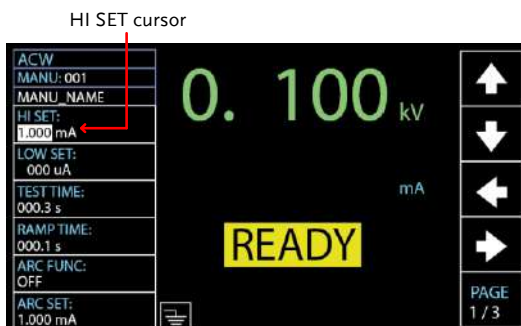 HI SET cursor
ACW
MANU: 001
MANU_NAME
HI SET:
1.000 mA
LOW SET:
000 uA
TEST TIME:
000.3 s
RAMP TIME:
000.1 s
ARC FUNC:
OFF
ARC SET:
1.000 mA
0. 100 kV
mA
READY
PAGE
1 / 3